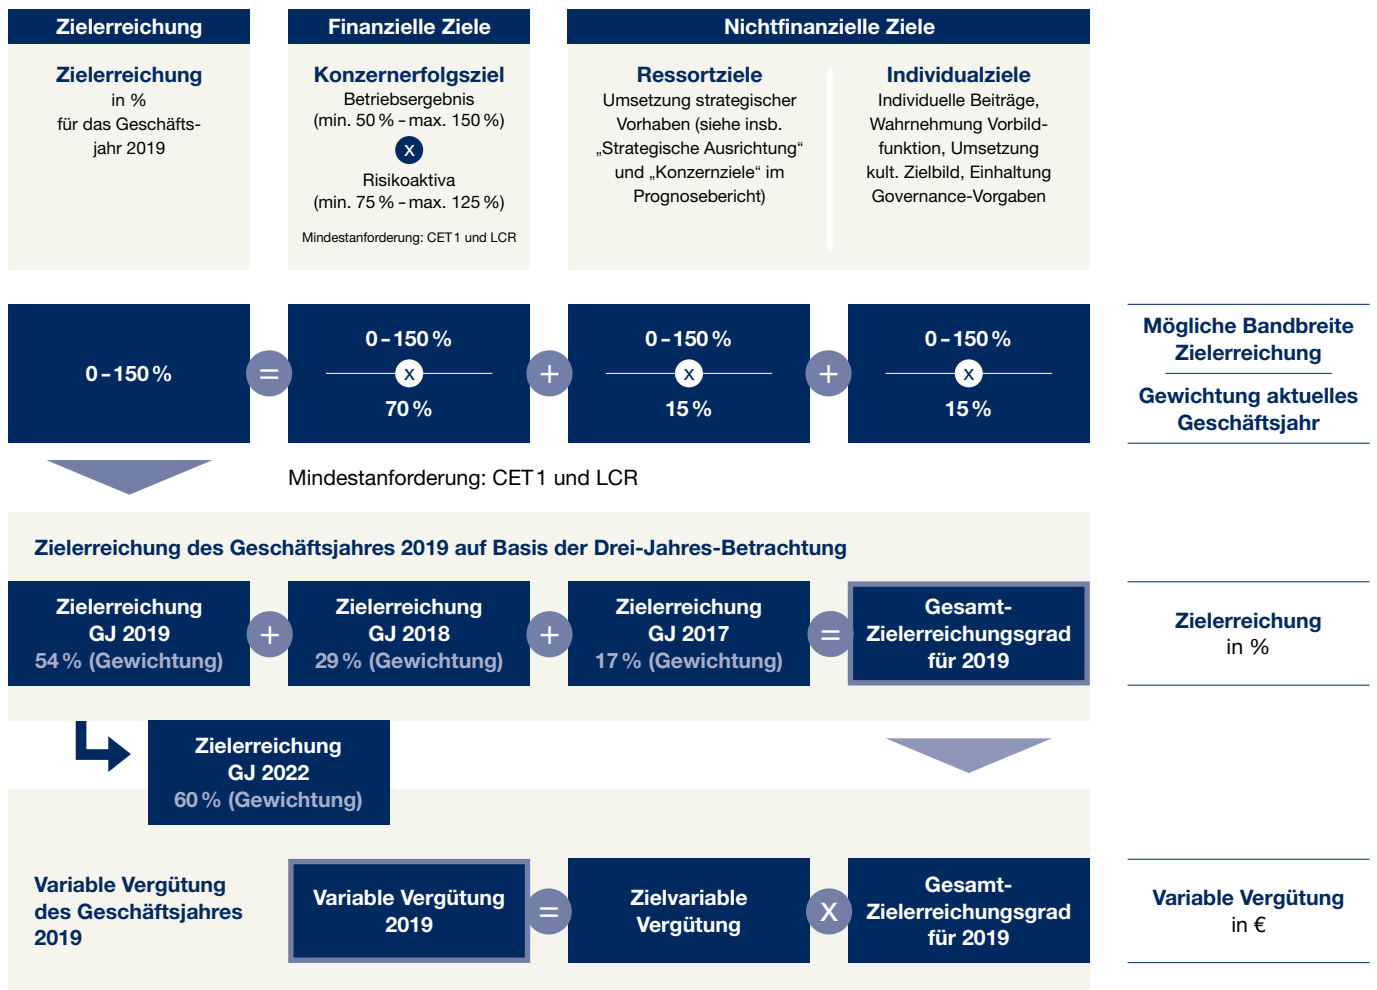 Zielerreichung
Finanzielle Ziele
Nichtfinanzielle Ziele
Zielerreichung
in %
für das Geschäfts-
jahr 2019
Konzernerfolgsziel
Betriebsergebnis
(min. 50 % – max. 150 %)
x
Risikoaktiva
(min. 75 % – max. 125 %)
Mindestanforderung: CET1 und LCR
Ressortziele
Umsetzung strategischer
Vorhaben (siehe insb.
„Strategische Ausrichtung“
und „Konzernziele“ im
Prognosebericht)
Individualziele
Individuelle Beiträge,
Wahrnehmung Vorbild-
funktion, Umsetzung
kult. Zielbild, Einhaltung
Governance-Vorgaben
0 – 150 %
=
0 – 150 %
x
70 %
+
0 – 150 %
x
15 %
+
0 – 150 %
x
15 %
Mögliche Bandbreite
Zielerreichung
Gewichtung aktuelles
Geschäftsjahr
Mindestanforderung: CET1 und LCR
Zielerreichung des Geschäftsjahres 2019 auf Basis der Drei-Jahres-Betrachtung
Zielerreichung
GJ 2019
54 % (Gewichtung)
+
Zielerreichung
GJ 2018
29 % (Gewichtung)
+
Zielerreichung
GJ 2017
17 % (Gewichtung)
=
Gesamt-
Zielerreichungsgrad
für 2019
Zielerreichung
in %
Zielerreichung
GJ 2022
60 % (Gewichtung)
Variable Vergütung
des Geschäftsjahres
2019
Variable Vergütung
2019
=
Zielvariable
Vergütung
x
Gesamt-
Zielerreichungsgrad
für 2019
Variable Vergütung
in €